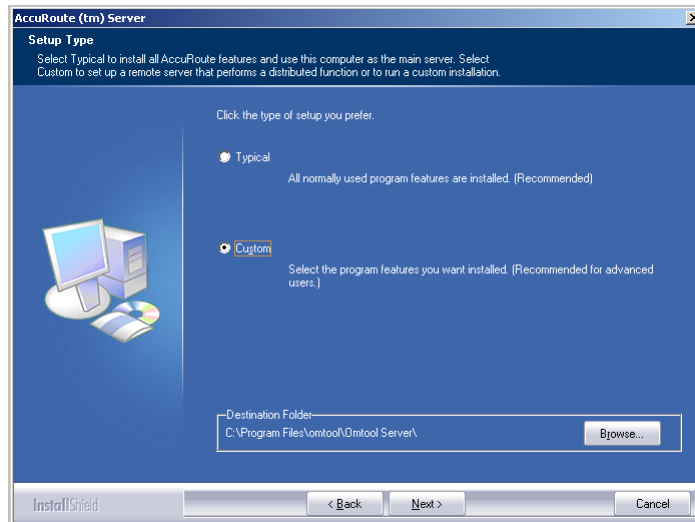 AccuRoute (tm) Server
Setup Type
Select Typical to install all AccuRoute features and use this computer as the main server. Select
Custom to set up a remote server that performs a distributed function or to run a custom installation.
Click the type of setup you prefer.
Typical
All normally used program features are installed. (Recommended)
Custom
Select the program features you want installed. (Recommended for advanced
users.)
Destination Folder
C:\Program Files\omtool\Omtool Server\
Browse...
InstallShield
< Back
Next >
Cancel